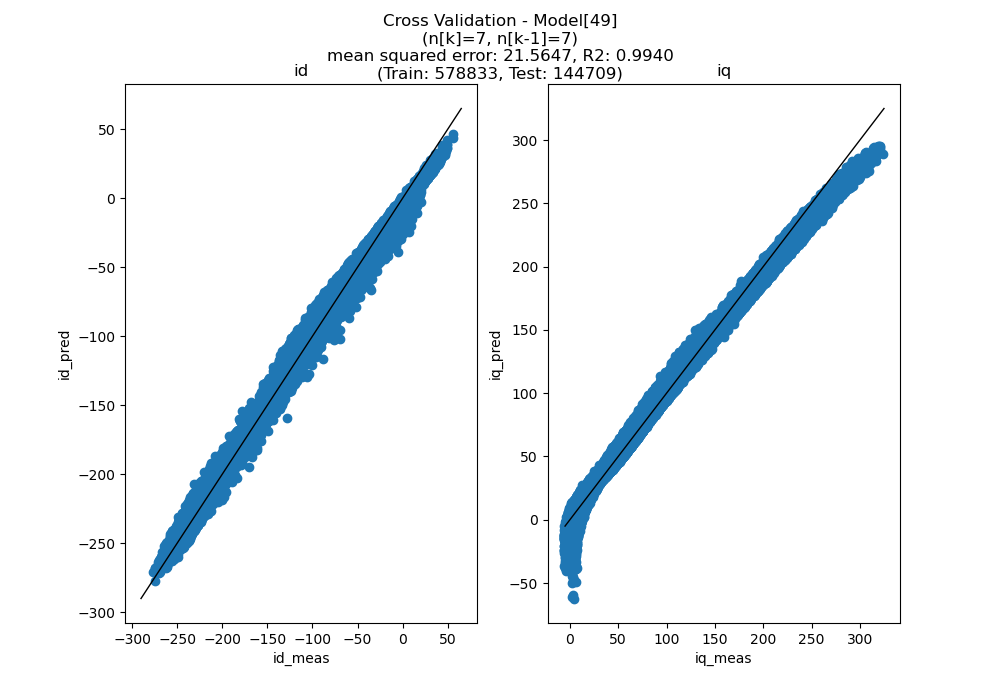 Cross Validation - Model[49]
(n[k]=7, n[k-1]=7)
mean squared error: 21.5647, R2: 0.9940
(Train: 578833, Test: 144709)
id
iq
50
0
−50
−100
−150
−200
−250
−300
id_pred
−300 −250 −200 −150 −100 −50 0 50
id_meas
300
250
200
150
100
50
0
−50
iq_pred
0 50 100 150 200 250 300
iq_meas